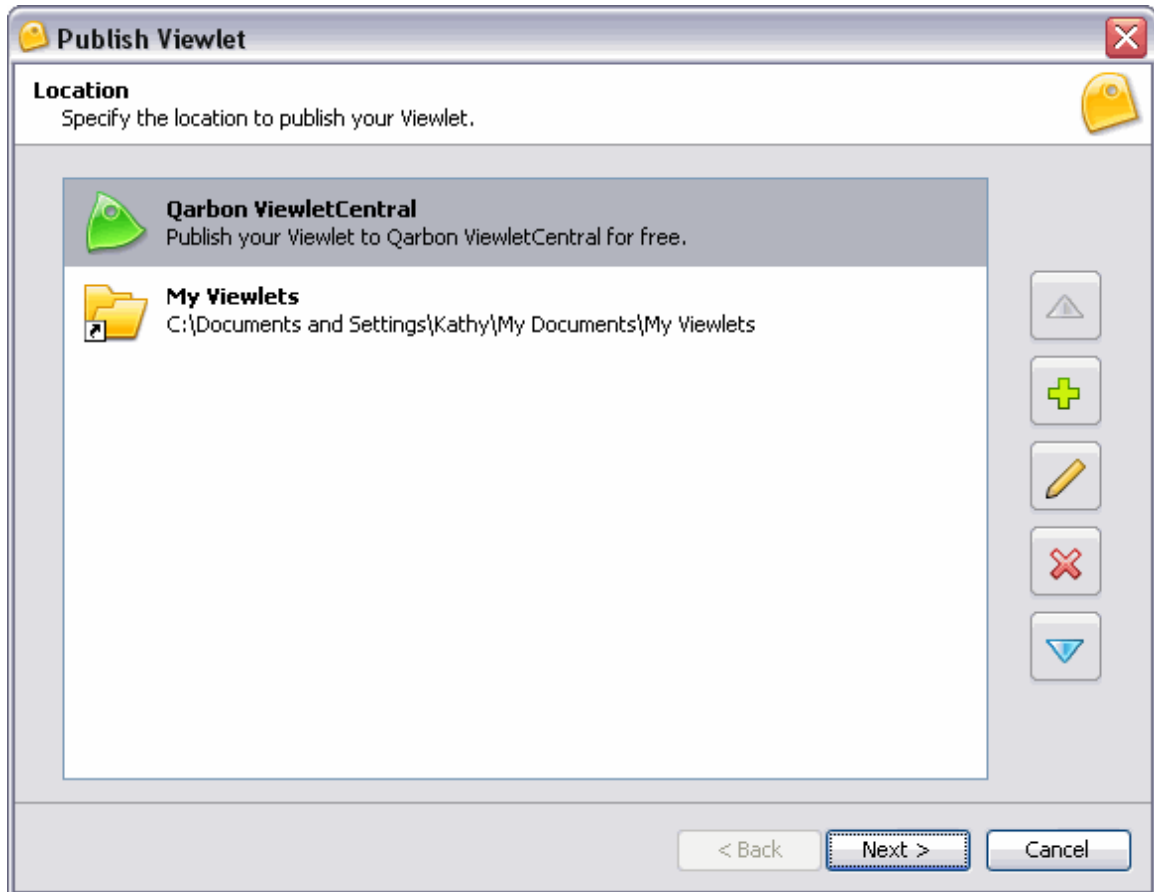 Publish Viewlet
Location
Specify the location to publish your Viewlet.
Qarbon ViewletCentral
Publish your Viewlet to Qarbon ViewletCentral for free.
My Viewlets
C:\Documents and Settings\Kathy\My Documents\My Viewlets
< Back
Next >
Cancel